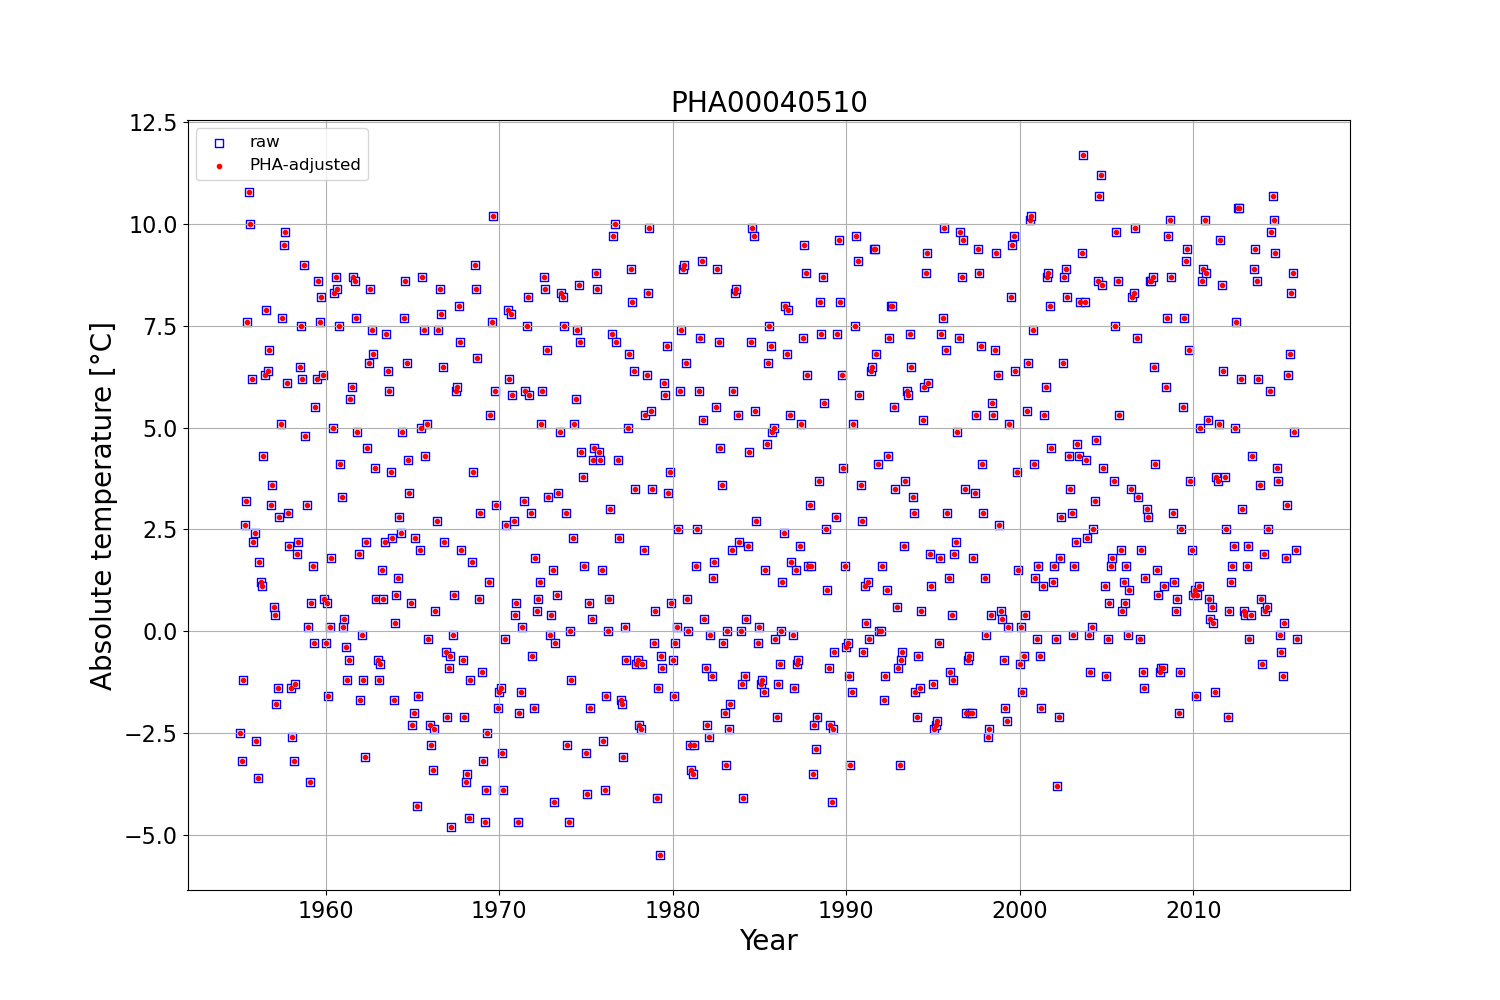 PHA00040510
raw
PHA-adjusted
12.5
10.0
7.5
5.0
2.5
0.0
−2.5
−5.0
Absolute temperature [°C]
1960 1970 1980 1990 2000 2010
Year